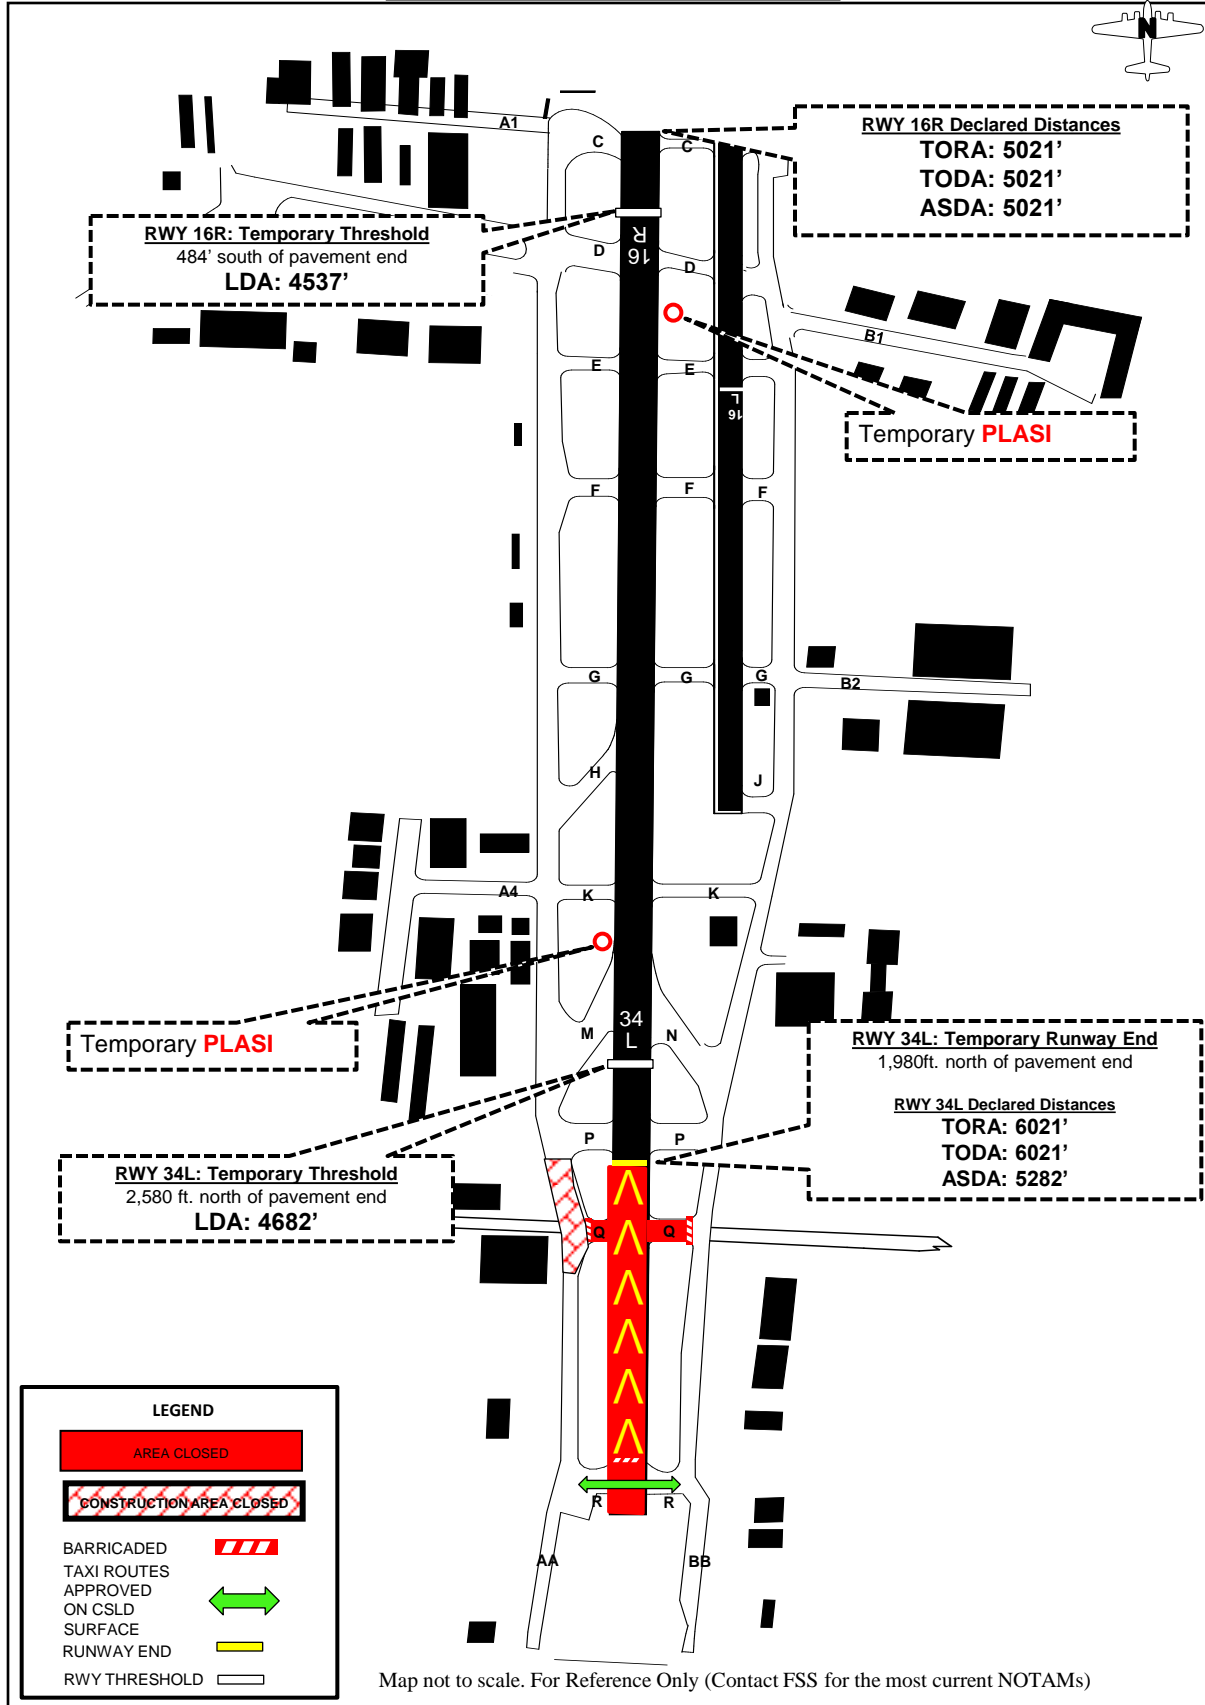 N
A1
C
C
RWY 16R Declared Distances
TORA: 5021’
TODA: 5021’
ASDA: 5021’
RWY 16R: Temporary Threshold
484’ south of pavement end
LDA: 4537’
16
R
D
D
B1
E
E
16
L
Temporary PLASI
F
F
F
G
G
G
B2
H
J
A4
K
K
34
L
M
N
Temporary PLASI
RWY 34L: Temporary Runway End
1,980ft. north of pavement end
RWY 34L Declared Distances
TORA: 6021’
TODA: 6021’
ASDA: 5282’
P
P
RWY 34L: Temporary Threshold
2,580 ft. north of pavement end
LDA: 4682’
Q
Q
R
R
AA
BB
LEGEND
AREA CLOSED
CONSTRUCTION AREA CLOSED
BARRICADED
TAXI ROUTES
APPROVED
ON CSLD
SURFACE
RUNWAY END
RWY THRESHOLD
Map not to scale. For Reference Only (Contact FSS for the most current NOTAMs)